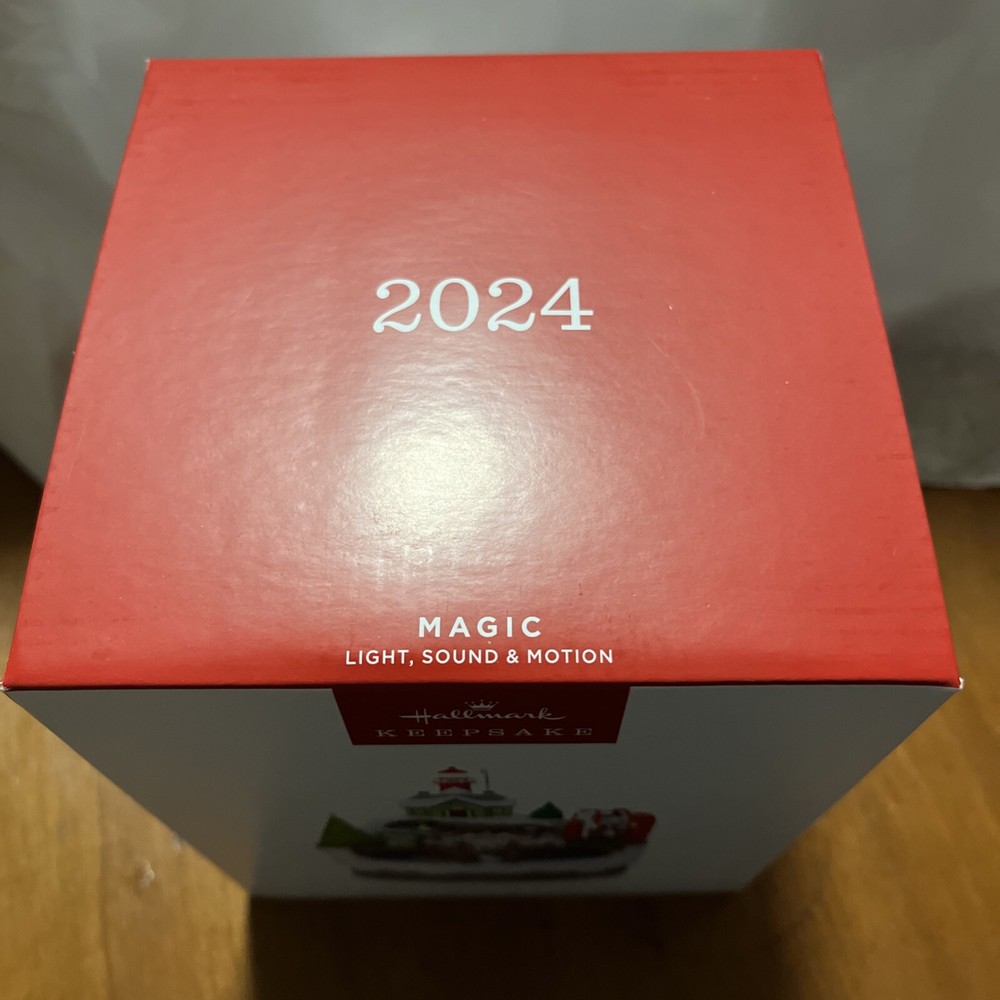 2024
MAGIC
LIGHT, SOUND & MOTION
Hallmark
KEEPSAKE